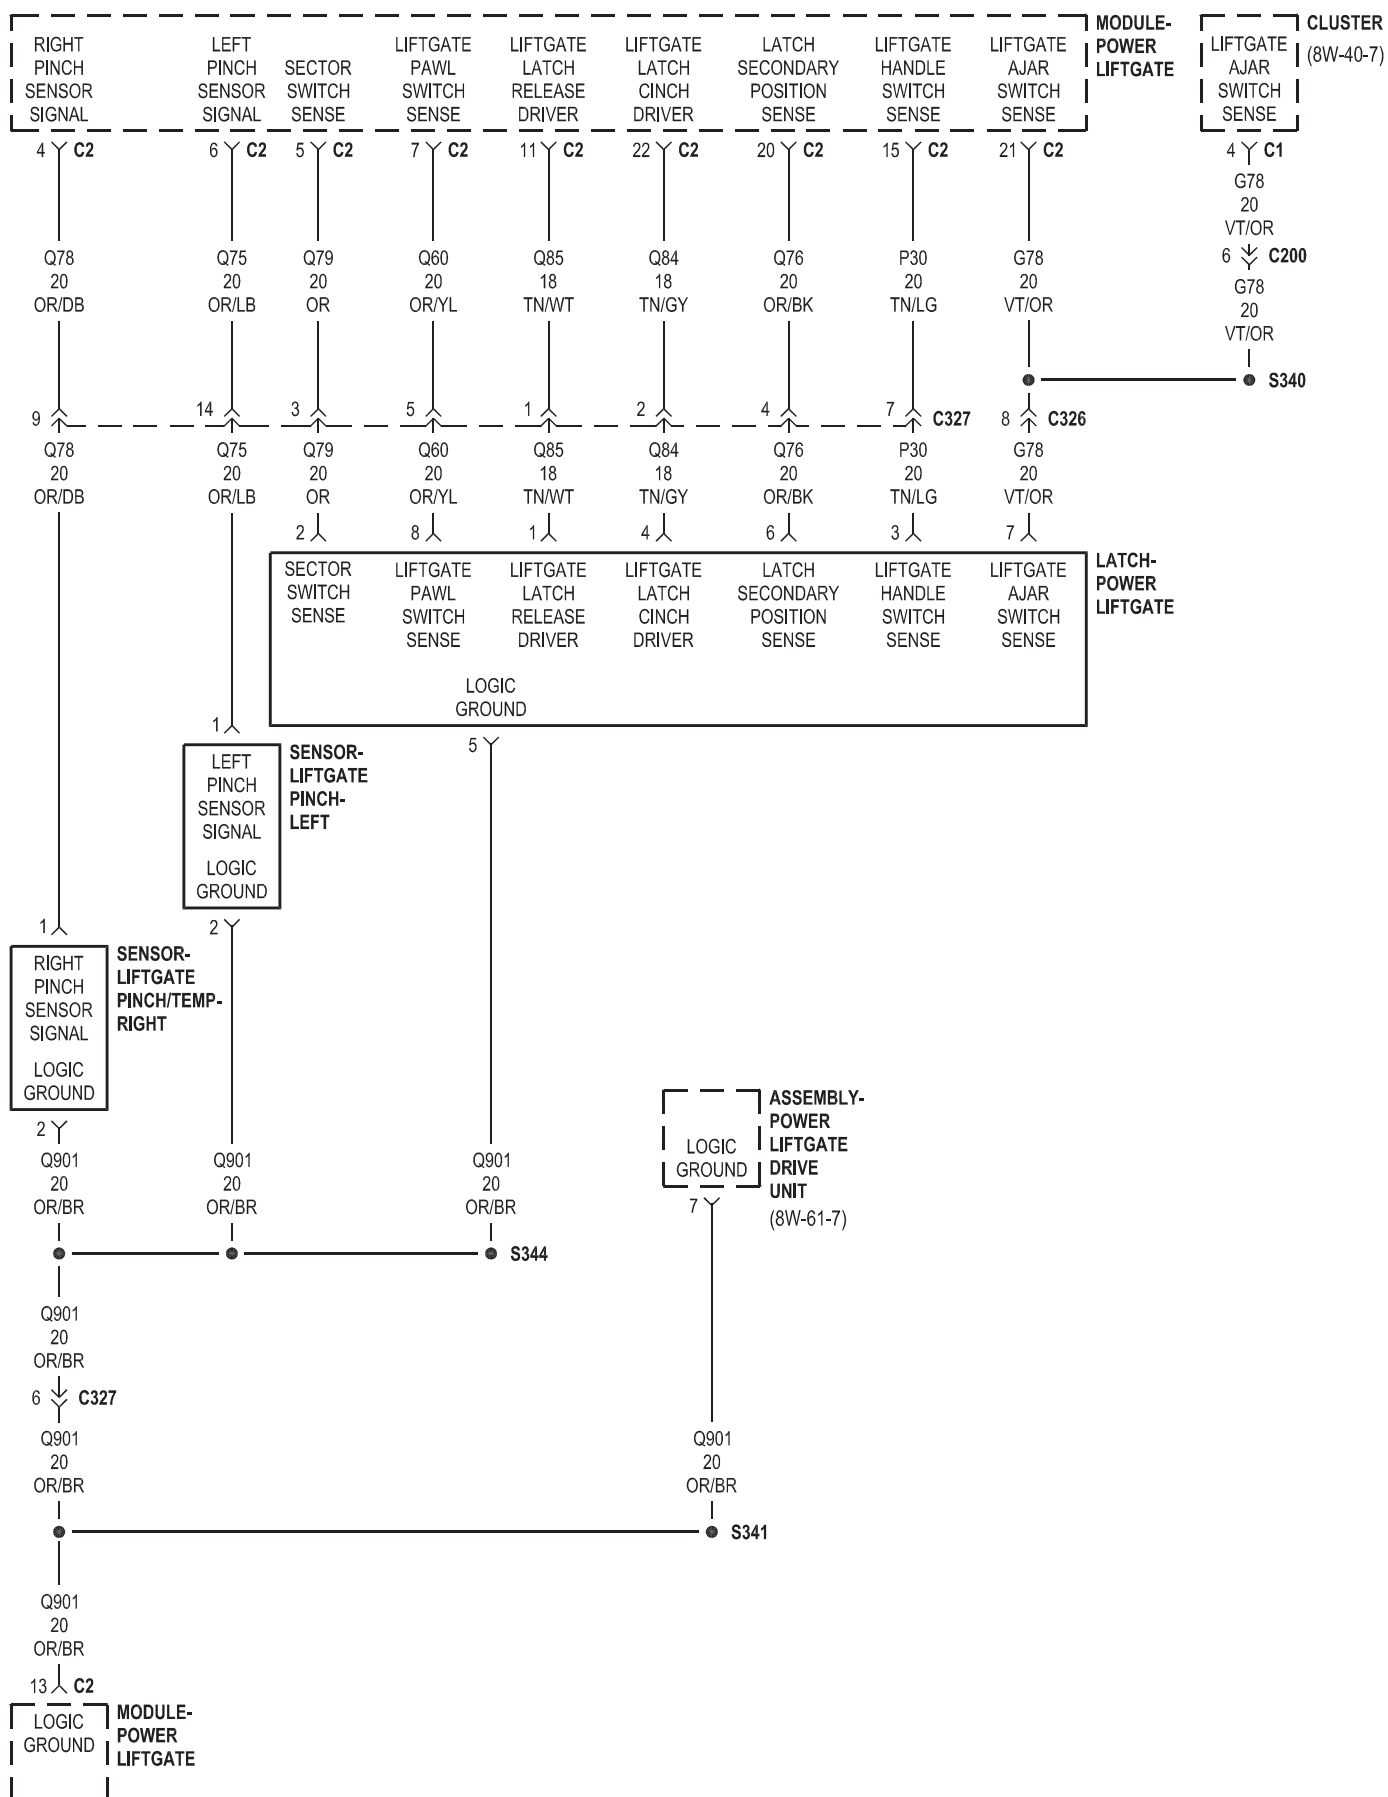 RIGHT
PINCH
SENSOR
SIGNAL
LEFT
PINCH
SENSOR
SIGNAL
SECTOR
SWITCH
SENSE
LIFTGATE
PAWL
SWITCH
SENSE
LIFTGATE
LATCH
RELEASE
DRIVER
LIFTGATE
LATCH
CINCH
DRIVER
LATCH
SECONDARY
POSITION
SENSE
LIFTGATE
HANDLE
SWITCH
SENSE
LIFTGATE
AJAR
SWITCH
SENSE
MODULE-
POWER
LIFTGATE
LIFTGATE
AJAR
SWITCH
SENSE
CLUSTER
(8W-40-7)
4 C2
6 C2
5 C2
7 C2
11 C2
22 C2
20 C2
15 C2
21 C2
4 C1
G78
20
VT/OR
6 C200
G78
20
VT/OR
Q78
20
OR/DB
Q75
20
OR/LB
Q79
20
OR
Q60
20
OR/YL
Q85
18
TN/WT
Q84
18
TN/GY
Q76
20
OR/BK
P30
20
TN/LG
G78
20
VT/OR
S340
9
14
3
5
1
2
4
7 C327
8 C326
Q78
20
OR/DB
Q75
20
OR/LB
Q79
20
OR
Q60
20
OR/YL
Q85
18
TN/WT
Q84
18
TN/GY
Q76
20
OR/BK
P30
20
TN/LG
G78
20
VT/OR
2
8
1
4
6
3
7
SECTOR
SWITCH
SENSE
LIFTGATE
PAWL
SWITCH
SENSE
LIFTGATE
LATCH
RELEASE
DRIVER
LIFTGATE
LATCH
CINCH
DRIVER
LATCH
SECONDARY
POSITION
SENSE
LIFTGATE
HANDLE
SWITCH
SENSE
LIFTGATE
AJAR
SWITCH
SENSE
LATCH-
POWER
LIFTGATE
LOGIC
GROUND
5
1
LEFT
PINCH
SENSOR
SIGNAL
LOGIC
GROUND
SENSOR-
LIFTGATE
PINCH-
LEFT
2
1
RIGHT
PINCH
SENSOR
SIGNAL
LOGIC
GROUND
SENSOR-
LIFTGATE
PINCH/TEMP-
RIGHT
2
Q901
20
OR/BR
Q901
20
OR/BR
Q901
20
OR/BR
LOGIC
GROUND
ASSEMBLY-
POWER
LIFTGATE
DRIVE
UNIT
(8W-61-7)
7
S344
Q901
20
OR/BR
6 C327
Q901
20
OR/BR
Q901
20
OR/BR
S341
Q901
20
OR/BR
13 C2
LOGIC
GROUND
MODULE-
POWER
LIFTGATE